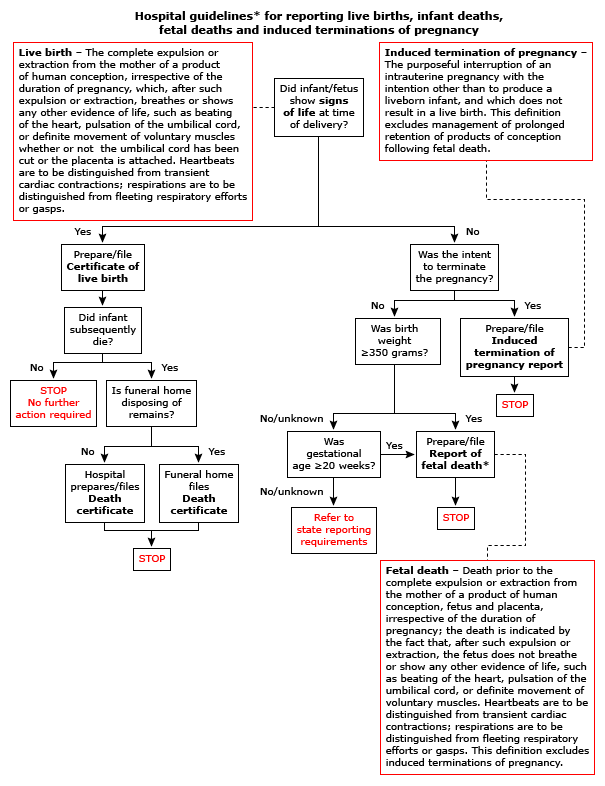 Hospital guidelines* for reporting live births, infant deaths,
fetal deaths and induced terminations of pregnancy
Live birth – The complete expulsion or
extraction from the mother of a product
of human conception, irrespective of the
duration of pregnancy, which, after such
expulsion or extraction, breathes or shows
any other evidence of life, such as beating
of the heart, pulsation of the umbilical cord,
or definite movement of voluntary muscles
whether or not the umbilical cord has been
cut or the placenta is attached. Heartbeats
are to be distinguished from transient
cardiac contractions; respirations are to be
distinguished from fleeting respiratory efforts
or gasps.
Did infant/fetus
show signs
of life at time
of delivery?
Induced termination of pregnancy –
The purposeful interruption of an
intrauterine pregnancy with the
intention other than to produce a
liveborn infant, and which does not
result in a live birth. This definition
excludes management of prolonged
retention of products of conception
following fetal death.
Yes
No
Prepare/file
Certificate of
live birth
Was the intent
to terminate
the pregnancy?
Did infant
subsequently
die?
No
Yes
Was birth
weight
≥350 grams?
Prepare/file
Induced
termination of
pregnancy report
No
Yes
STOP
No further
action required
Is funeral home
disposing of
remains?
STOP
No/unknown
Yes
No
Yes
Was
gestational
age ≥20 weeks?
Yes
Prepare/file
Report of
fetal death*
Hospital
prepares/files
Death
certificate
Funeral home
files
Death
certificate
No/unknown
STOP
Refer to
state reporting
requirements
STOP
Fetal death – Death prior to the
complete expulsion or extraction from
the mother of a product of human
conception, fetus and placenta,
irrespective of the duration of
pregnancy; the death is indicated by
the fact that, after such expulsion or
extraction, the fetus does not breathe
or show any other evidence of life, such
as beating of the heart, pulsation of the
umbilical cord, or definite movement of
voluntary muscles. Heartbeats are to be
distinguished from transient cardiac
contractions; respirations are to be
distinguished from fleeting respiratory
efforts or gasps. This definition excludes
induced terminations of pregnancy.